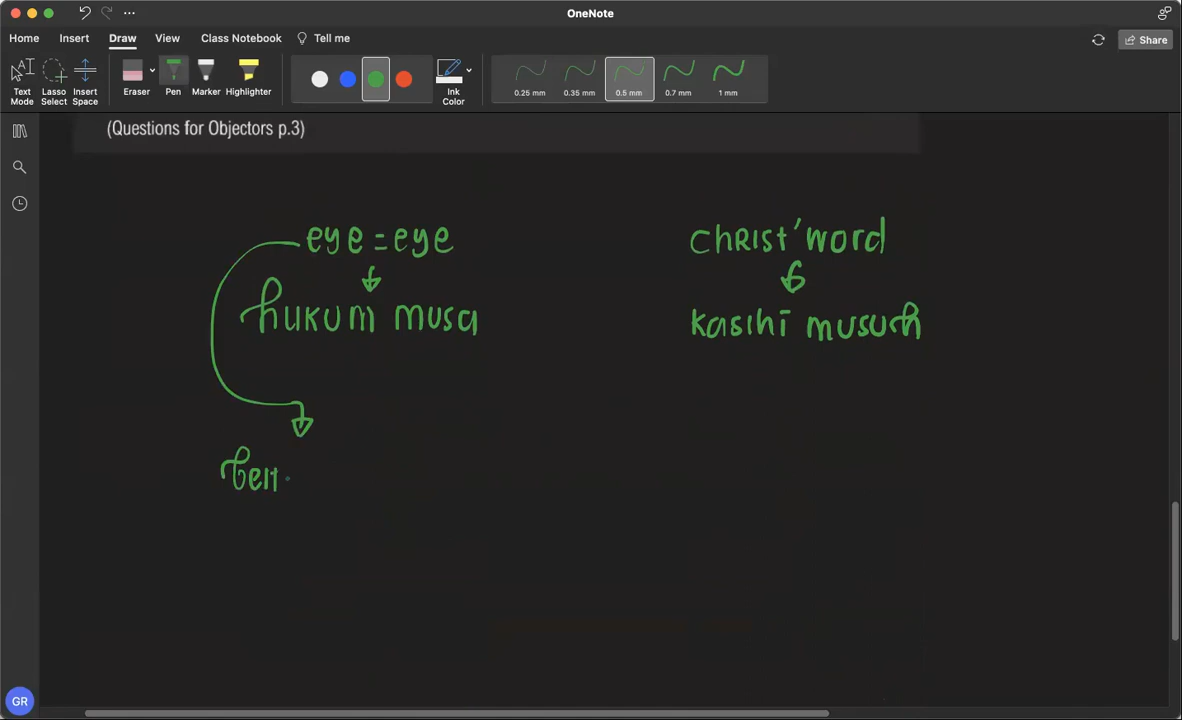 OneNote
Home Insert Draw View Class Notebook Tell me
Share
Text Mode
Lasso Select
Insert Space
Eraser
Pen
Marker
Highlighter
Ink Color
0.25 mm
0.35 mm
0.5 mm
0.7 mm
1 mm
(Questions for Objectors p.3)
eye = eye
hukum musa
christ' word
kasihi musuh
GR